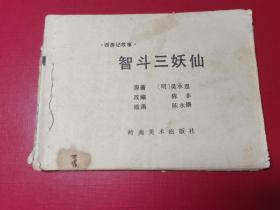 ·西游记故事·
智斗三妖仙
原著 〔明〕吴承恩
改编 陈丰
绘画 陈永镇
岭南美术出版社